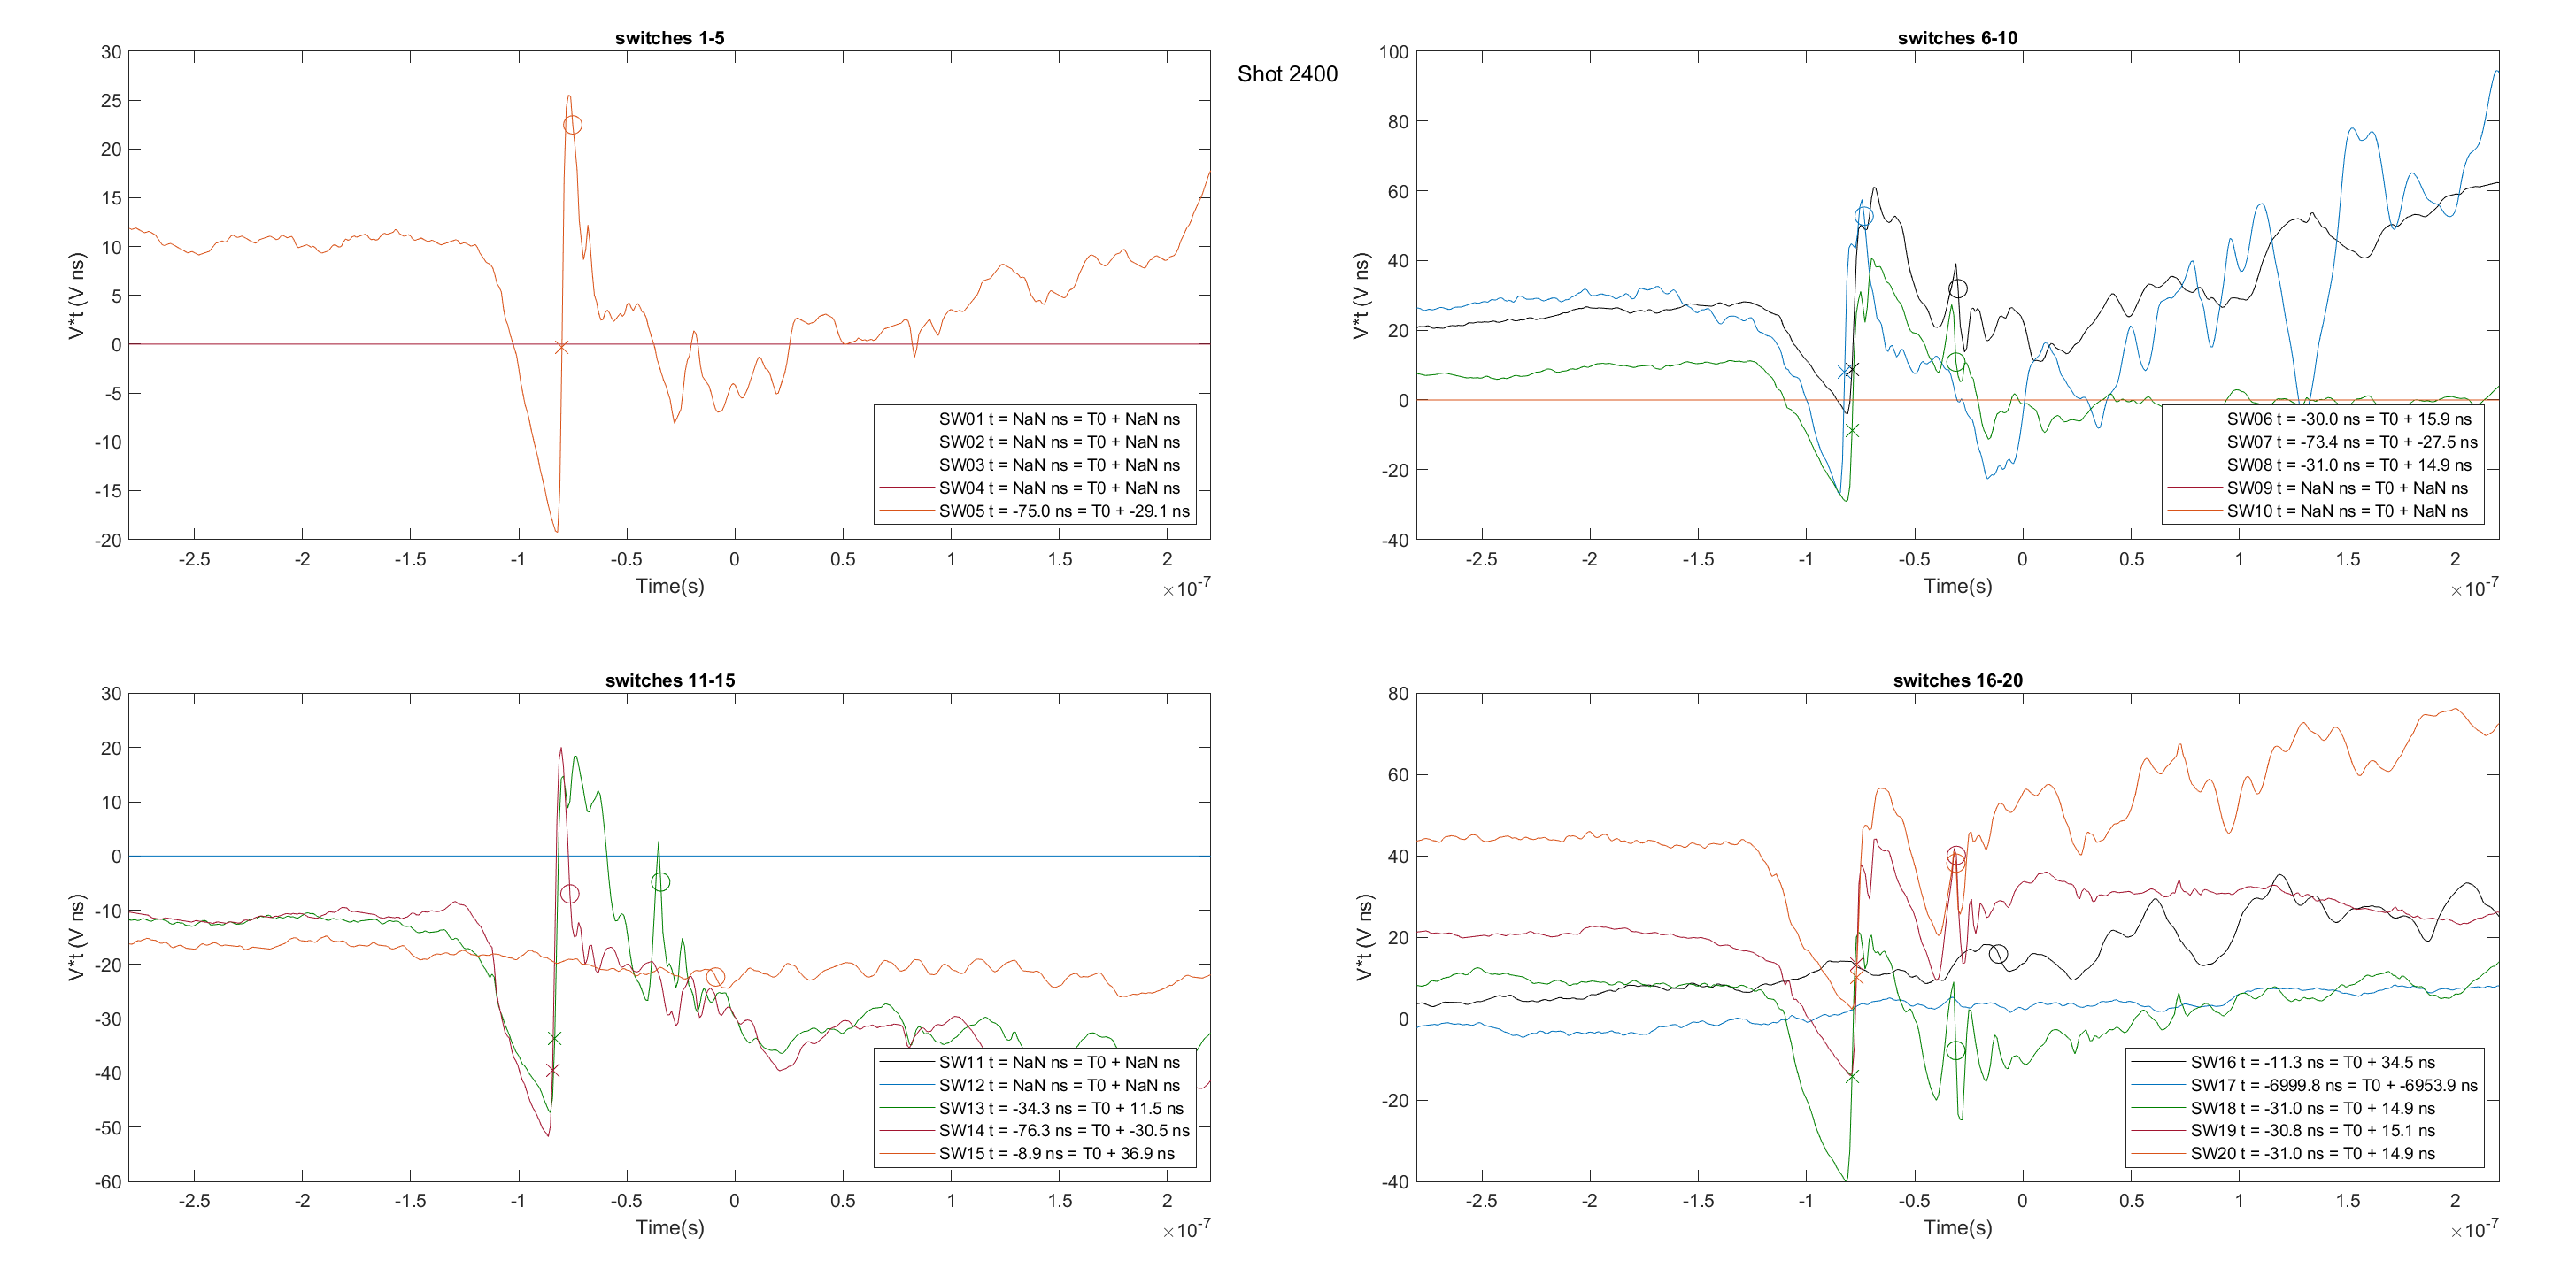 Shot 2400
switches 1-5
30
25
20
15
10
5
0
-5
-10
-15
-20
V*t (V ns)
-2.5 -2 -1.5 -1 -0.5 0 0.5 1 1.5 2
Time(s)
×10-7
SW01 t = NaN ns = T0 + NaN ns
SW02 t = NaN ns = T0 + NaN ns
SW03 t = NaN ns = T0 + NaN ns
SW04 t = NaN ns = T0 + NaN ns
SW05 t = -75.0 ns = T0 + -29.1 ns
switches 6-10
100
80
60
40
20
0
-20
-40
V*t (V ns)
-2.5 -2 -1.5 -1 -0.5 0 0.5 1 1.5 2
Time(s)
×10-7
SW06 t = -30.0 ns = T0 + 15.9 ns
SW07 t = -73.4 ns = T0 + -27.5 ns
SW08 t = -31.0 ns = T0 + 14.9 ns
SW09 t = NaN ns = T0 + NaN ns
SW10 t = NaN ns = T0 + NaN ns
switches 11-15
30
20
10
0
-10
-20
-30
-40
-50
-60
V*t (V ns)
-2.5 -2 -1.5 -1 -0.5 0 0.5 1 1.5 2
Time(s)
×10-7
SW11 t = NaN ns = T0 + NaN ns
SW12 t = NaN ns = T0 + NaN ns
SW13 t = -34.3 ns = T0 + 11.5 ns
SW14 t = -76.3 ns = T0 + -30.5 ns
SW15 t = -8.9 ns = T0 + 36.9 ns
switches 16-20
80
60
40
20
0
-20
-40
V*t (V ns)
-2.5 -2 -1.5 -1 -0.5 0 0.5 1 1.5 2
Time(s)
×10-7
SW16 t = -11.3 ns = T0 + 34.5 ns
SW17 t = -6999.8 ns = T0 + -6953.9 ns
SW18 t = -31.0 ns = T0 + 14.9 ns
SW19 t = -30.8 ns = T0 + 15.1 ns
SW20 t = -31.0 ns = T0 + 14.9 ns